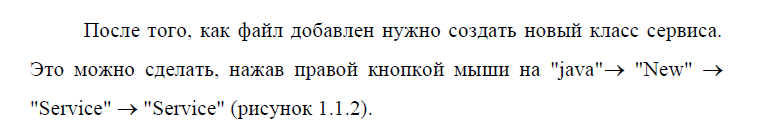 После того, как файл добавлен нужно создать новый класс сервиса.
Это можно сделать, нажав правой кнопкой мыши на "java"→ "New" →
"Service" → "Service" (рисунок 1.1.2).